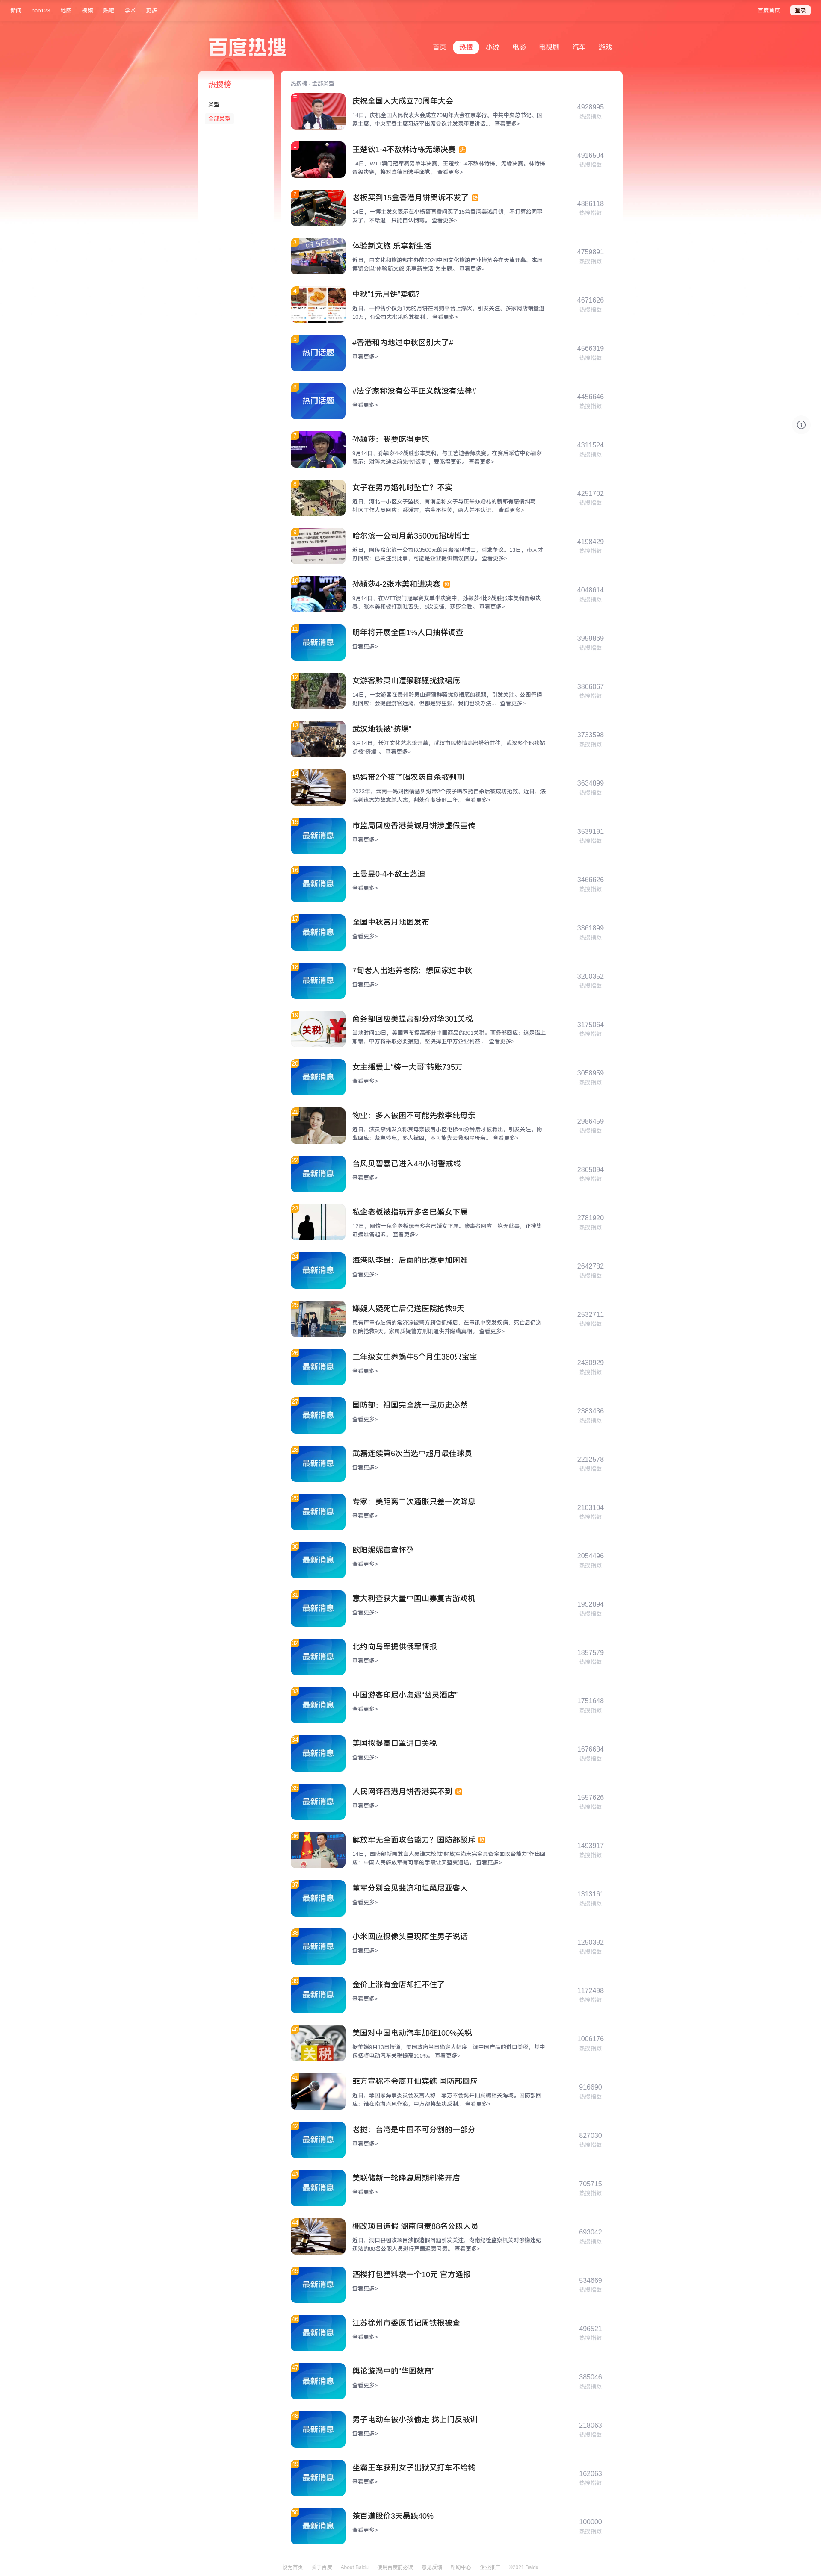 新闻 hao123 地图 视频 贴吧 学术 更多 百度首页 登录
百度热搜
首页 热搜 小说 电影 电视剧 汽车 游戏
热搜榜
类型
全部类型
热搜榜 / 全部类型
庆祝全国人大成立70周年大会
14日，庆祝全国人民代表大会成立70周年大会在京举行。中共中央总书记、国
家主席、中央军委主席习近平出席会议并发表重要讲话... 查看更多>
4928995
热搜指数
1
王楚钦1-4不敌林诗栋无缘决赛 热
14日，WTT澳门冠军赛男单半决赛，王楚钦1-4不敌林诗栋，无缘决赛。林诗栋
首级决赛，将对阵德国选手邱党。 查看更多>
4916504
热搜指数
2
老板买到15盒香港月饼哭诉不发了 热
14日，一博主发文表示在小杨哥直播间买了15盒香港美诚月饼，不打算给同事
发了，不给退，只能自认倒霉。 查看更多>
4886118
热搜指数
3
体验新文旅 乐享新生活
近日，由文化和旅游部主办的2024中国文化旅游产业博览会在天津开幕。本届
博览会以“体验新文旅 乐享新生活”为主题。 查看更多>
4759891
热搜指数
4
中秋“1元月饼”卖疯？
近日，一种售价仅为1元的月饼在网购平台上爆火，引发关注。多家网店销量超
10万，有公司大批采购发福利。 查看更多>
4671626
热搜指数
5
热门话题
#香港和内地过中秋区别大了#
查看更多>
4566319
热搜指数
6
热门话题
#法学家称没有公平正义就没有法律#
查看更多>
4456646
热搜指数
7
孙颖莎：我要吃得更饱
9月14日，孙颖莎4-2战胜张本美和，与王艺迪会师决赛。在赛后采访中孙颖莎
表示：对阵大迪之前先“拼饭量”，要吃得更饱。 查看更多>
4311524
热搜指数
8
女子在男方婚礼时坠亡？不实
近日，河北一小区女子坠楼，有消息称女子与正举办婚礼的新郎有感情纠葛，
社区工作人员回应：系谣言，完全不相关，两人并不认识。 查看更多>
4251702
热搜指数
9
哈尔滨一公司月薪3500元招聘博士
近日，网传哈尔滨一公司以3500元的月薪招聘博士，引发争议。13日，市人才
办回应：已关注到此事，可能是企业提供错误信息。 查看更多>
4198429
热搜指数
10
孙颖莎4-2张本美和进决赛 热
9月14日，在WTT澳门冠军赛女单半决赛中，孙颖莎4比2战胜张本美和晋级决
赛，张本美和被打到吐舌头，6次交锋，莎莎全胜。 查看更多>
4048614
热搜指数
11
最新消息
明年将开展全国1%人口抽样调查
查看更多>
3999869
热搜指数
12
女游客黔灵山遭猴群骚扰掀裙底
14日，一女游客在贵州黔灵山遭猴群骚扰掀裙底的视频，引发关注。公园管理
处回应：会提醒游客远离，但都是野生猴，我们也没办法... 查看更多>
3866067
热搜指数
13
武汉地铁被“挤爆”
9月14日，长江文化艺术季开幕，武汉市民热情高涨纷纷前往，武汉多个地铁站
点被“挤爆”。 查看更多>
3733598
热搜指数
14
妈妈带2个孩子喝农药自杀被判刑
2023年，云南一妈妈因情感纠纷带2个孩子喝农药自杀后被成功抢救。近日，法
院判该案为故意杀人案，判处有期徒刑二年。 查看更多>
3634899
热搜指数
15
最新消息
市监局回应香港美诚月饼涉虚假宣传
查看更多>
3539191
热搜指数
16
最新消息
王曼昱0-4不敌王艺迪
查看更多>
3466626
热搜指数
17
最新消息
全国中秋赏月地图发布
查看更多>
3361899
热搜指数
18
最新消息
7旬老人出逃养老院：想回家过中秋
查看更多>
3200352
热搜指数
19
关税
商务部回应美提高部分对华301关税
当地时间13日，美国宣布提高部分中国商品的301关税。商务部回应：这是错上
加错，中方将采取必要措施，坚决捍卫中方企业利益... 查看更多>
3175064
热搜指数
20
最新消息
女主播爱上“榜一大哥”转账735万
查看更多>
3058959
热搜指数
21
物业：多人被困不可能先救李纯母亲
近日，演员李纯发文称其母亲被困小区电梯40分钟后才被救出，引发关注。物
业回应：紧急停电，多人被困，不可能先去救明星母亲。 查看更多>
2986459
热搜指数
22
最新消息
台风贝碧嘉已进入48小时警戒线
查看更多>
2865094
热搜指数
23
私企老板被指玩弄多名已婚女下属
12日，网传一私企老板玩弄多名已婚女下属。涉事者回应：绝无此事，正搜集
证据准备起诉。 查看更多>
2781920
热搜指数
24
最新消息
海港队李昂：后面的比赛更加困难
查看更多>
2642782
热搜指数
25
嫌疑人疑死亡后仍送医院抢救9天
患有严重心脏病的常济涉被警方跨省抓捕后，在审讯中突发疾病，死亡后仍送
医院抢救9天。家属质疑警方刑讯逼供并隐瞒真相。 查看更多>
2532711
热搜指数
26
最新消息
二年级女生养蜗牛5个月生380只宝宝
查看更多>
2430929
热搜指数
27
最新消息
国防部：祖国完全统一是历史必然
查看更多>
2383436
热搜指数
28
最新消息
武磊连续第6次当选中超月最佳球员
查看更多>
2212578
热搜指数
29
最新消息
专家：美距离二次通胀只差一次降息
查看更多>
2103104
热搜指数
30
最新消息
欧阳妮妮官宣怀孕
查看更多>
2054496
热搜指数
31
最新消息
意大利查获大量中国山寨复古游戏机
查看更多>
1952894
热搜指数
32
最新消息
北约向乌军提供俄军情报
查看更多>
1857579
热搜指数
33
最新消息
中国游客印尼小岛遇“幽灵酒店”
查看更多>
1751648
热搜指数
34
最新消息
美国拟提高口罩进口关税
查看更多>
1676684
热搜指数
35
最新消息
人民网评香港月饼香港买不到 热
查看更多>
1557626
热搜指数
36
解放军无全面攻台能力？国防部驳斥 热
14日，国防部新闻发言人吴谦大校就“解放军尚未完全具备全面攻台能力”作出回
应：中国人民解放军有可靠的手段让天堑变通途。 查看更多>
1493917
热搜指数
37
最新消息
董军分别会见斐济和坦桑尼亚客人
查看更多>
1313161
热搜指数
38
最新消息
小米回应摄像头里现陌生男子说话
查看更多>
1290392
热搜指数
39
最新消息
金价上涨有金店却扛不住了
查看更多>
1172498
热搜指数
40
关税
美国对中国电动汽车加征100%关税
据美媒9月13日报道，美国政府当日确定大幅度上调中国产品的进口关税，其中
包括将电动汽车关税提高100%。 查看更多>
1006176
热搜指数
41
菲方宣称不会离开仙宾礁 国防部回应
近日，菲国家海事委员会发言人称，菲方不会离开仙宾礁相关海域。国防部回
应：谁在南海兴风作浪，中方都将坚决反制。 查看更多>
916690
热搜指数
42
最新消息
老挝：台湾是中国不可分割的一部分
查看更多>
827030
热搜指数
43
最新消息
美联储新一轮降息周期料将开启
查看更多>
705715
热搜指数
44
棚改项目造假 湖南问责88名公职人员
近日，洞口县棚改项目涉假造假问题引发关注，湖南纪检监察机关对涉嫌违纪
违法的88名公职人员进行严肃追责问责。 查看更多>
693042
热搜指数
45
最新消息
酒楼打包塑料袋一个10元 官方通报
查看更多>
534669
热搜指数
46
最新消息
江苏徐州市委原书记周铁根被查
查看更多>
496521
热搜指数
47
最新消息
舆论漩涡中的“华图教育”
查看更多>
385046
热搜指数
48
最新消息
男子电动车被小孩偷走 找上门反被训
查看更多>
218063
热搜指数
49
最新消息
坐霸王车获刑女子出狱又打车不给钱
查看更多>
162063
热搜指数
50
最新消息
茶百道股价3天暴跌40%
查看更多>
100000
热搜指数
设为首页 关于百度 About Baidu 使用百度前必读 意见反馈 帮助中心 企业推广 ©2021 Baidu